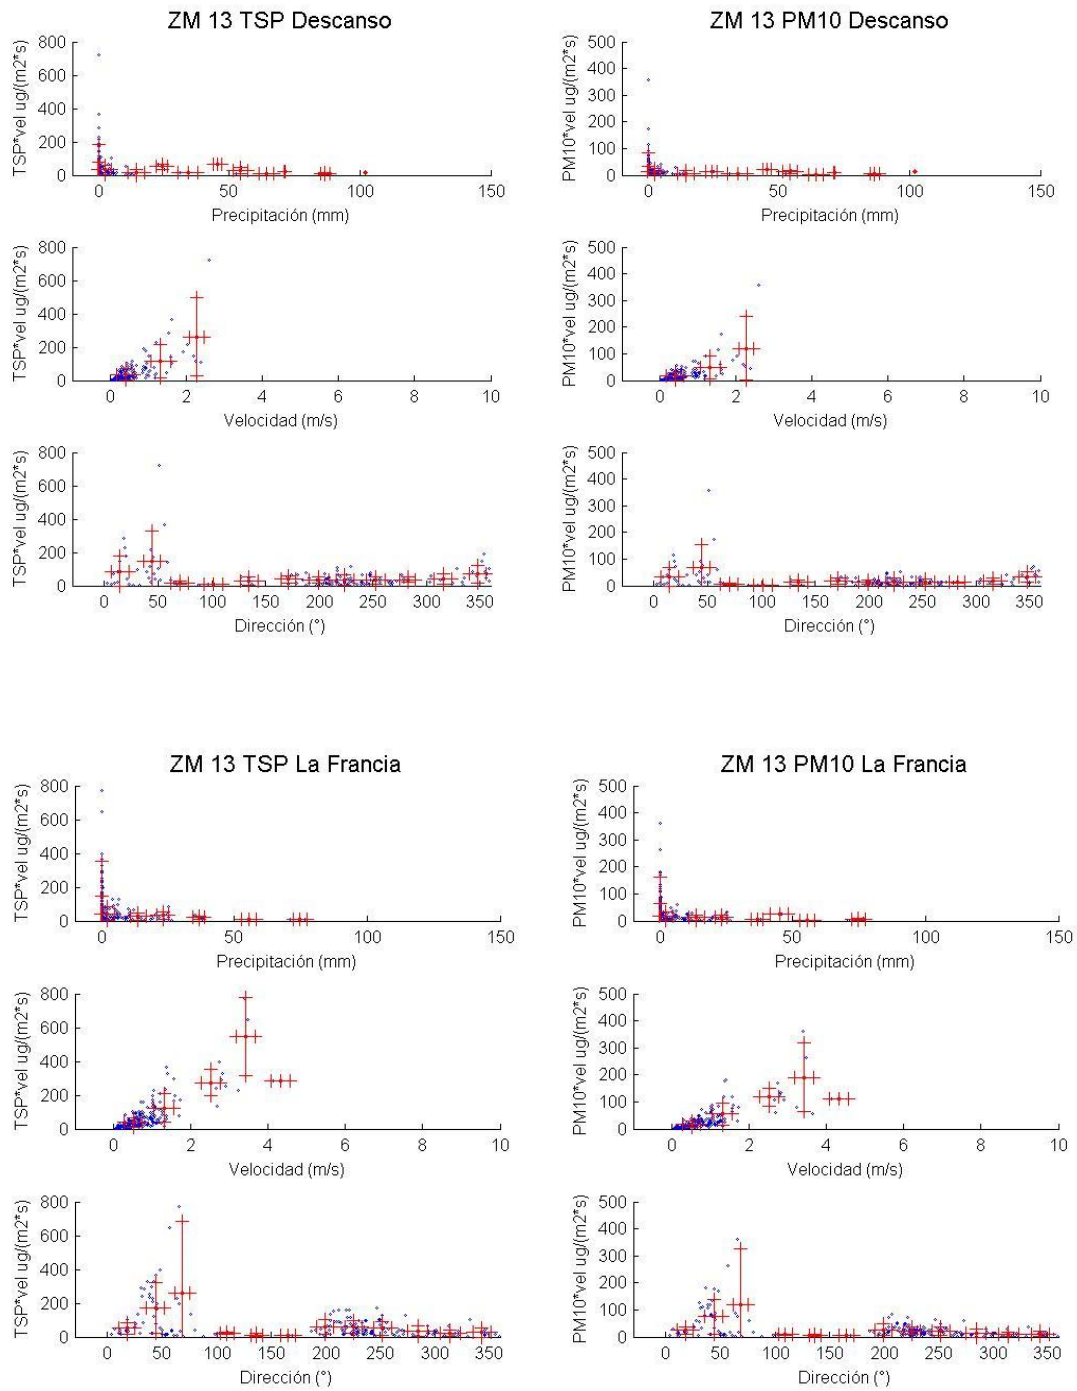 ZM 13 TSP Descanso
TSP*vel ug/(m2*s)
800
600
400
200
0
0 50 100 150
Precipitación (mm)
TSP*vel ug/(m2*s)
800
600
400
200
0
0 2 4 6 8 10
Velocidad (m/s)
TSP*vel ug/(m2*s)
800
600
400
200
0
0 50 100 150 200 250 300 350
Dirección (°)
ZM 13 PM10 Descanso
PM10*vel ug/(m2*s)
500
400
300
200
100
0
0 50 100 150
Precipitación (mm)
PM10*vel ug/(m2*s)
500
400
300
200
100
0
0 2 4 6 8 10
Velocidad (m/s)
PM10*vel ug/(m2*s)
500
400
300
200
100
0
0 50 100 150 200 250 300 350
Dirección (°)
ZM 13 TSP La Francia
TSP*vel ug/(m2*s)
800
600
400
200
0
0 50 100 150
Precipitación (mm)
TSP*vel ug/(m2*s)
800
600
400
200
0
0 2 4 6 8 10
Velocidad (m/s)
TSP*vel ug/(m2*s)
800
600
400
200
0
0 50 100 150 200 250 300 350
Dirección (°)
ZM 13 PM10 La Francia
PM10*vel ug/(m2*s)
500
400
300
200
100
0
0 50 100 150
Precipitación (mm)
PM10*vel ug/(m2*s)
500
400
300
200
100
0
0 2 4 6 8 10
Velocidad (m/s)
PM10*vel ug/(m2*s)
500
400
300
200
100
0
0 50 100 150 200 250 300 350
Dirección (°)